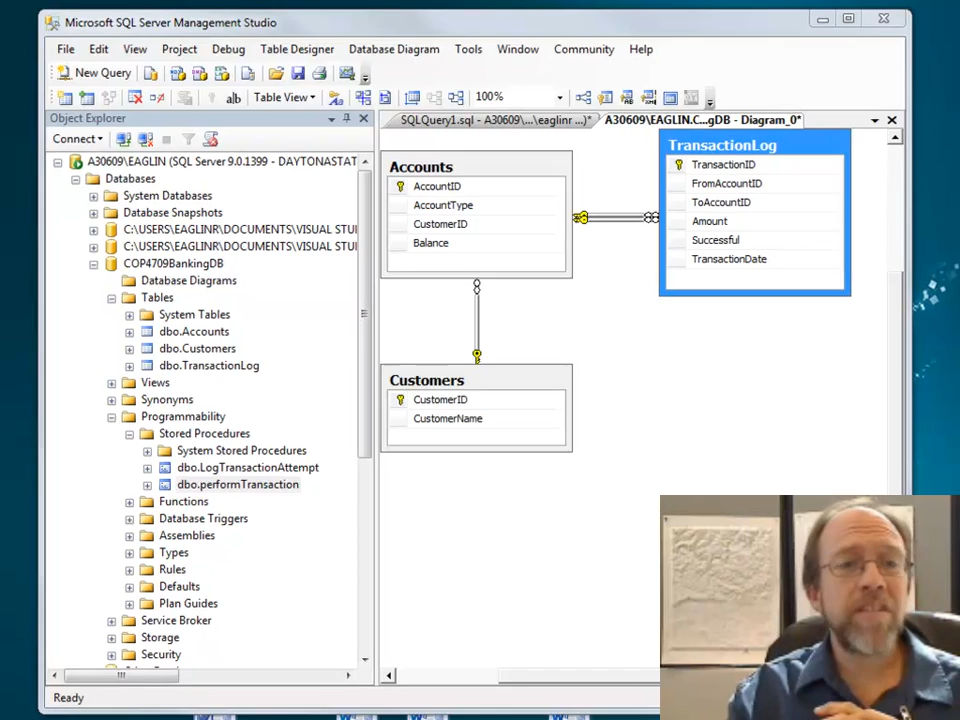 Microsoft SQL Server Management Studio
File Edit View Project Debug Table Designer Database Diagram Tools Window Community Help
New Query
Table View 100%
Object Explorer
SQLQuery1.sql - A30609\...\eaglinr ...)*
A30609\EAGLIN.C...gDB - Diagram_0*
Connect
A30609\EAGLIN (SQL Server 9.0.1399 - DAYTONASTAT
Databases
System Databases
Database Snapshots
C:\USERS\EAGLINR\DOCUMENTS\VISUAL STUI
C:\USERS\EAGLINR\DOCUMENTS\VISUAL STUI
COP4709BankingDB
Database Diagrams
Tables
System Tables
dbo.Accounts
dbo.Customers
dbo.TransactionLog
Views
Synonyms
Programmability
Stored Procedures
System Stored Procedures
dbo.LogTransactionAttempt
dbo.performTransaction
Functions
Database Triggers
Assemblies
Types
Rules
Defaults
Plan Guides
Service Broker
Storage
Security
Accounts
AccountID
AccountType
CustomerID
Balance
TransactionLog
TransactionID
FromAccountID
ToAccountID
Amount
Successful
TransactionDate
Customers
CustomerID
CustomerName
Ready